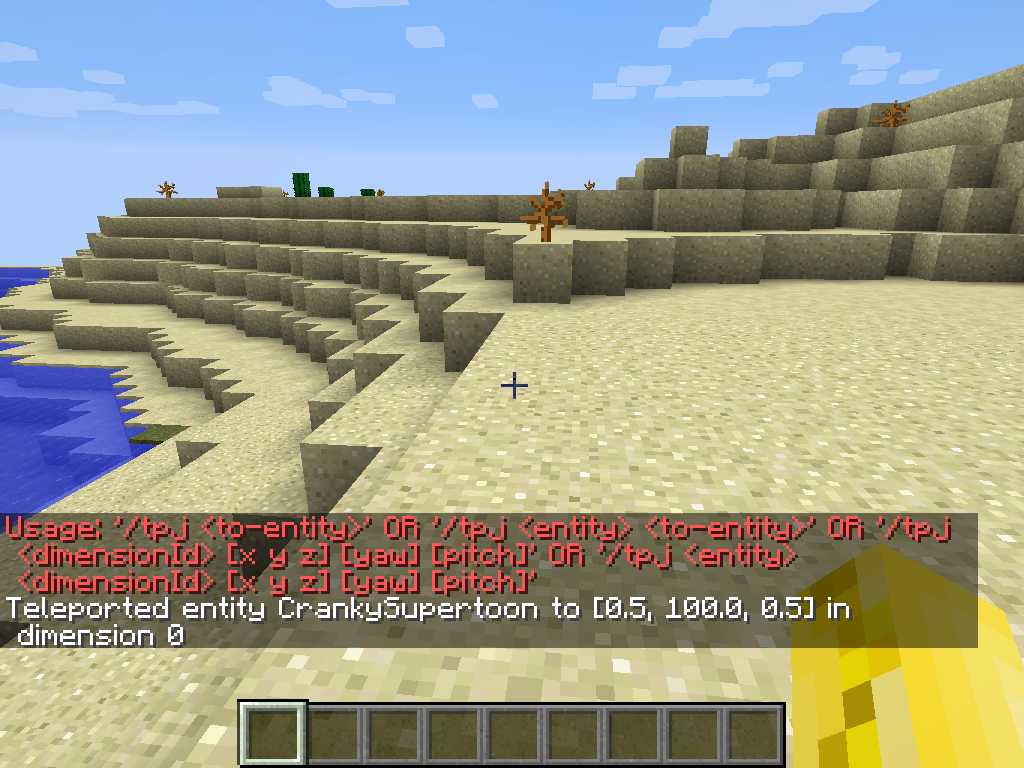 Usage: '/tpj <to-entity>' OR '/tpj <entity> <to-entity>' OR '/tpj
<dimensionId> [x y z] [yaw] [pitch]' OR '/tpj <entity>
<dimensionId> [x y z] [yaw] [pitch]'
Teleported entity CrankySupertoon to [0.5, 100.0, 0.5] in
dimension 0